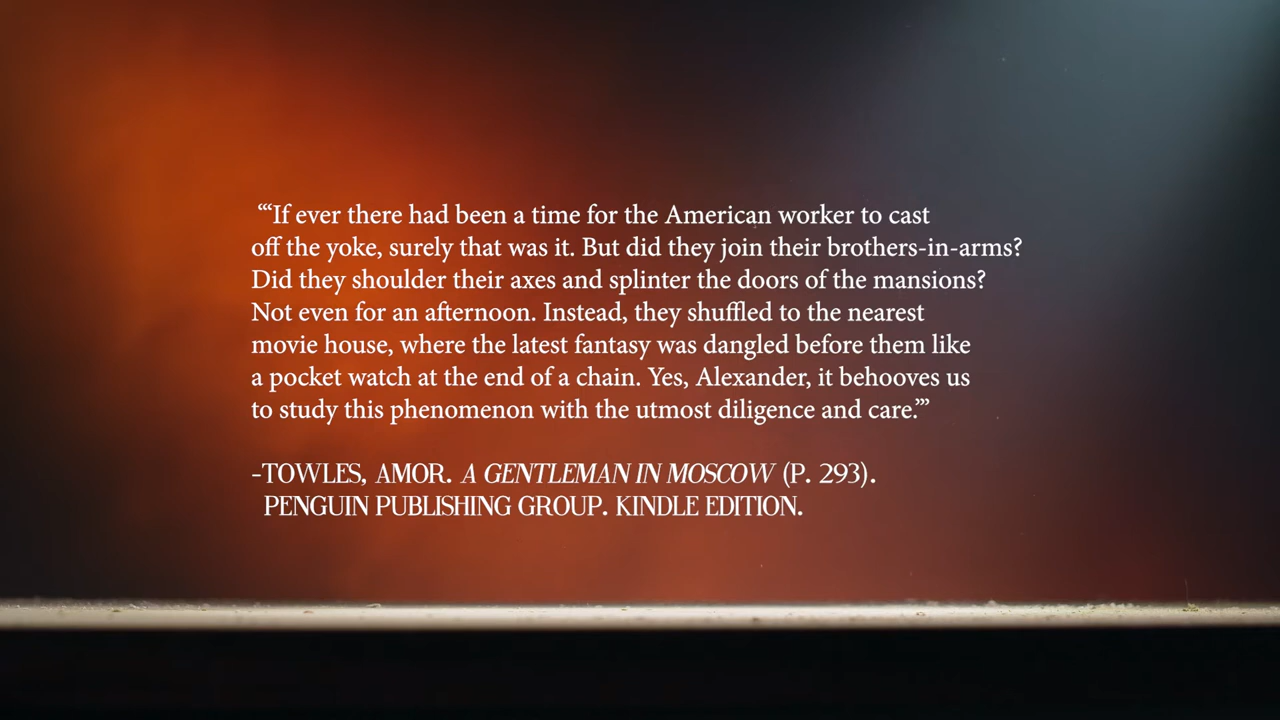 “‘If ever there had been a time for the American worker to cast
off the yoke, surely that was it. But did they join their brothers-in-arms?
Did they shoulder their axes and splinter the doors of the mansions?
Not even for an afternoon. Instead, they shuffled to the nearest
movie house, where the latest fantasy was dangled before them like
a pocket watch at the end of a chain. Yes, Alexander, it behooves us
to study this phenomenon with the utmost diligence and care.’”
-TOWLES, AMOR. A GENTLEMAN IN MOSCOW (P. 293).
PENGUIN PUBLISHING GROUP. KINDLE EDITION.